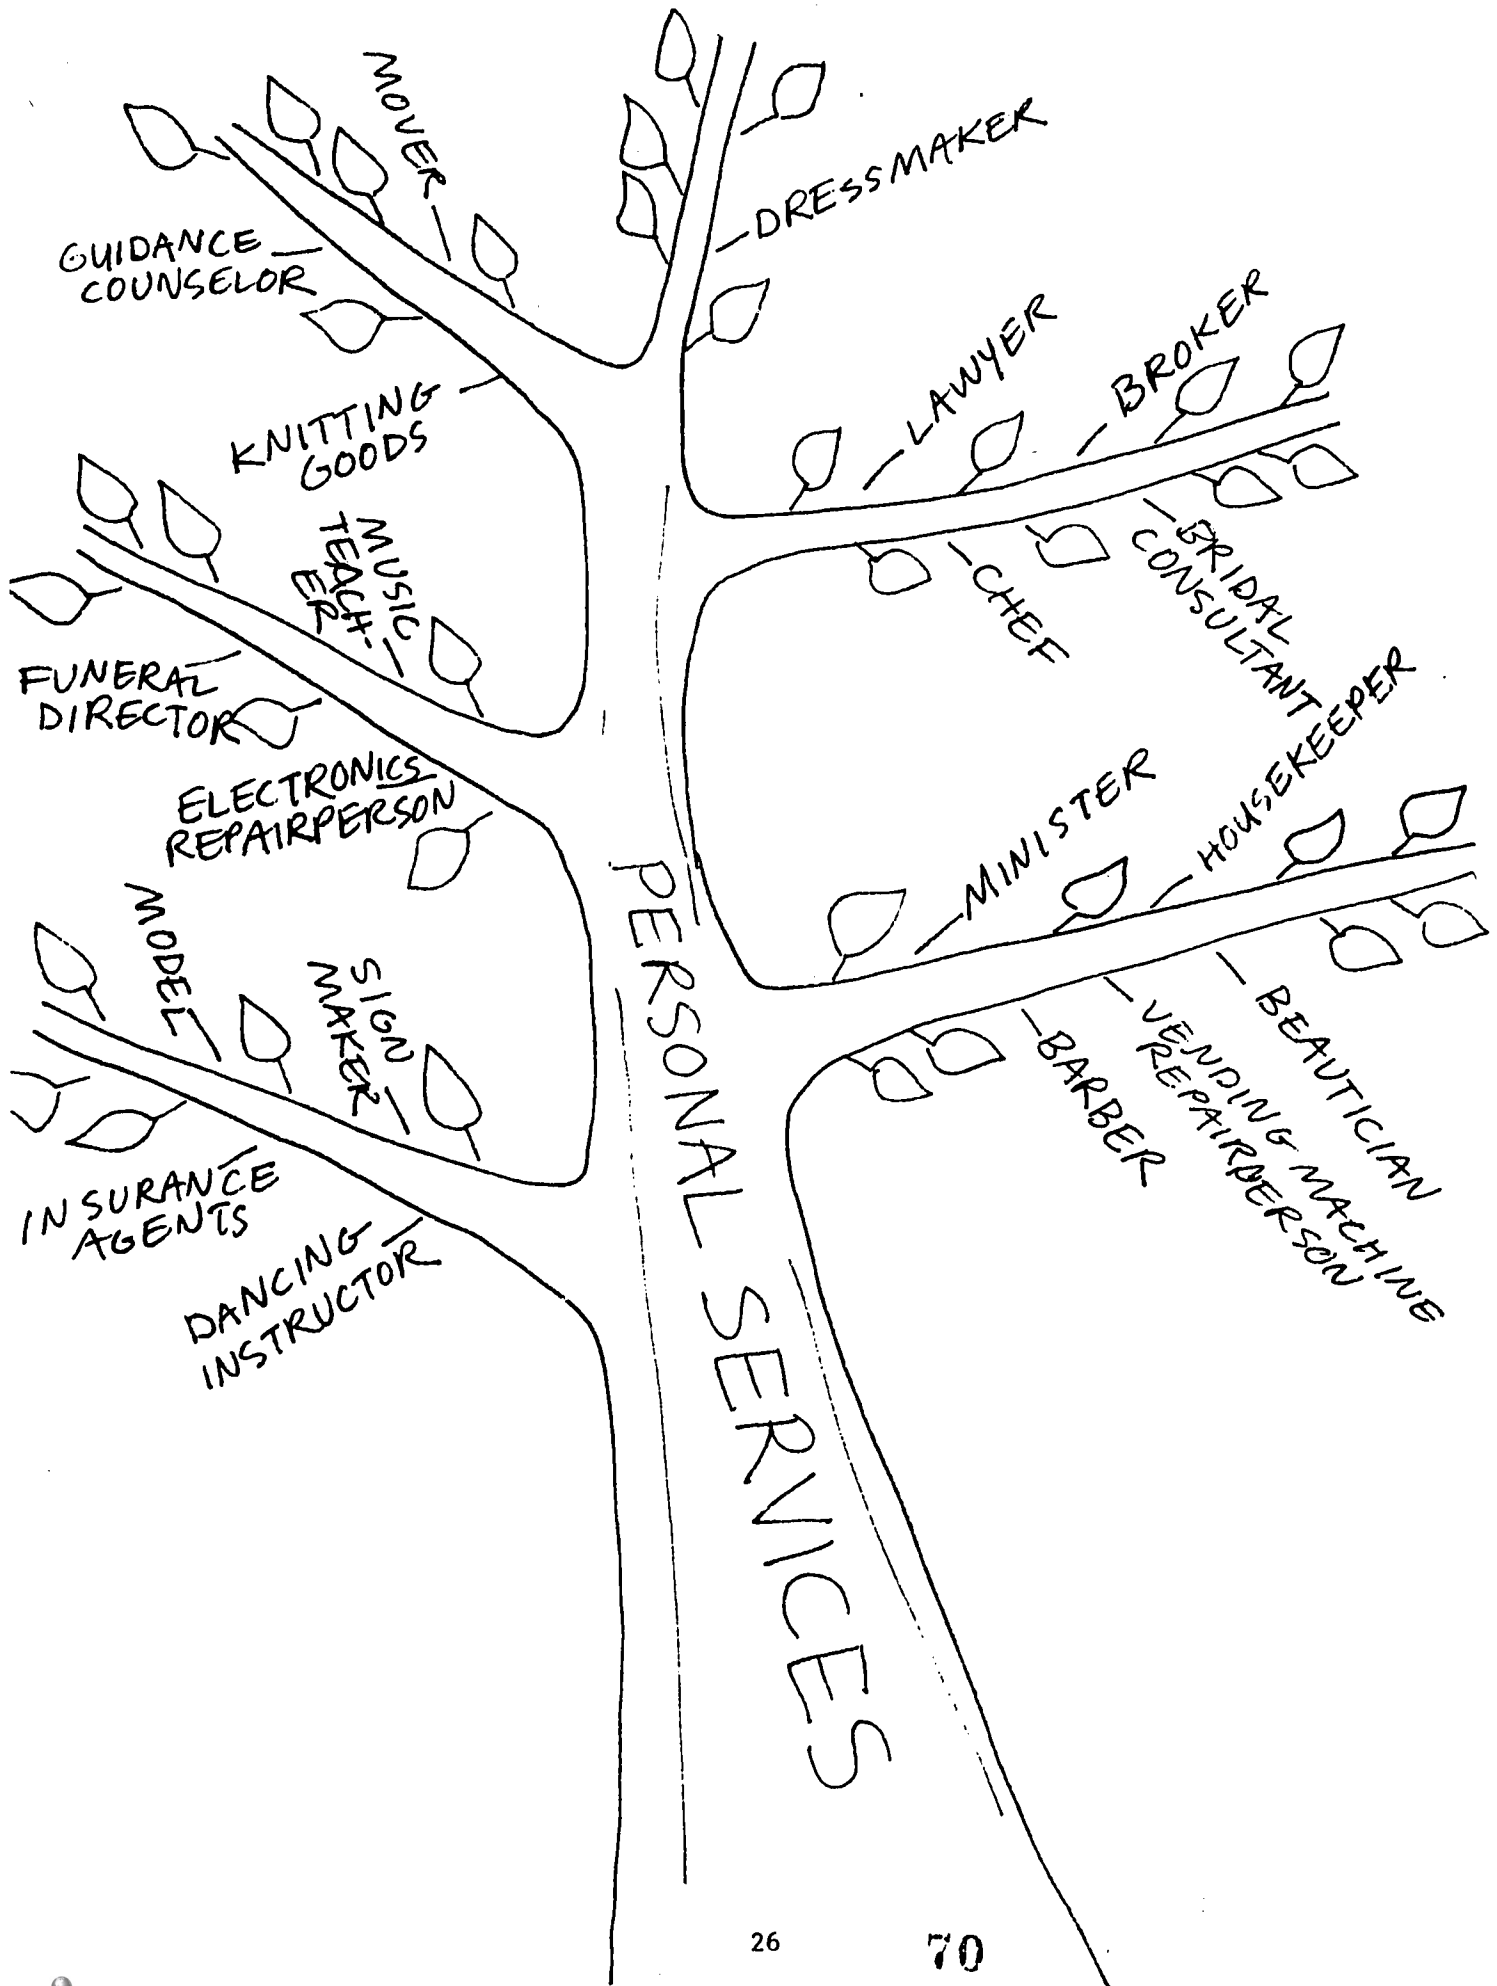 MOVER
DRESSMAKER
GUIDANCE
COUNSELOR
LAWYER
BROKER
KNITTING
GOODS
MUSIC
TEACH-
ER
CHEF
BRIDAL
CONSULTANT
FUNERAL
DIRECTOR
ELECTRONICS
REPAIRPERSON
MINISTER
HOUSEKEEPER
MODEL
SIGN
MAKER
BARBER
VENDING MACHINE
REPAIRPERSON
BEAUTICIAN
INSURANCE
AGENTS
DANCING
INSTRUCTOR
PERSONAL SERVICES
26
70